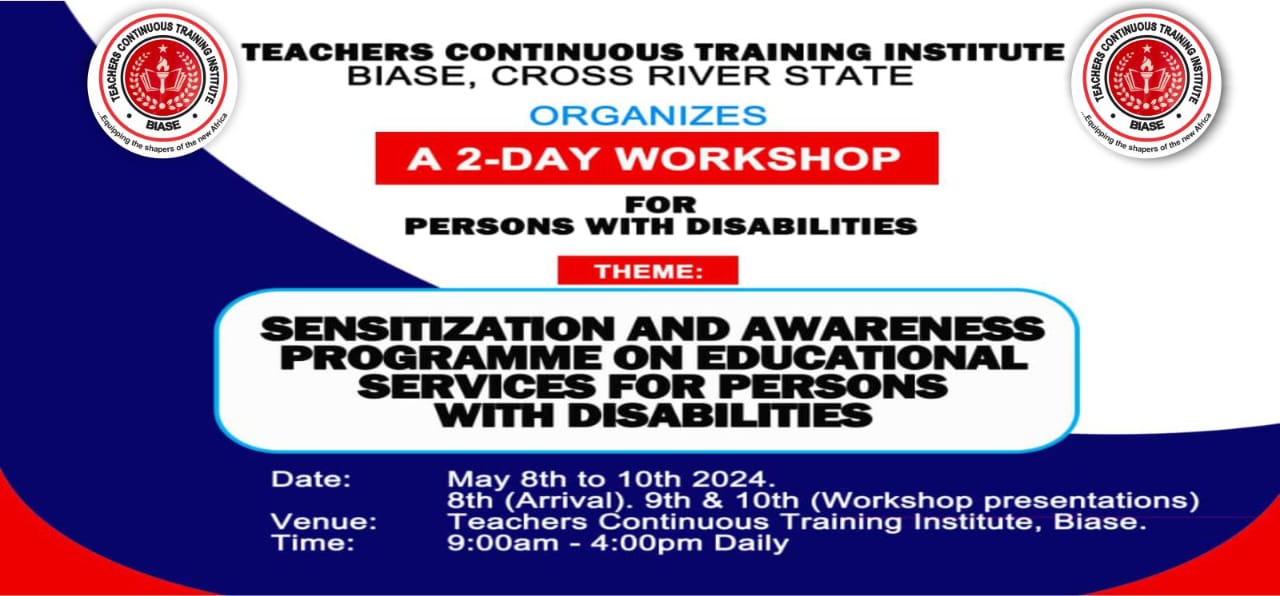 TEACHERS CONTINUOUS TRAINING INSTITUTE
BIASE
...Equipping the shapers of the new Africa
TEACHERS CONTINUOUS TRAINING INSTITUTE
BIASE, CROSS RIVER STATE
ORGANIZES
A 2-DAY WORKSHOP
FOR
PERSONS WITH DISABILITIES
TEACHERS CONTINUOUS TRAINING INSTITUTE
BIASE
...Equipping the shapers of the new Africa
THEME:
SENSITIZATION AND AWARENESS
PROGRAMME ON EDUCATIONAL
SERVICES FOR PERSONS
WITH DISABILITIES
Date: May 8th to 10th 2024.
8th (Arrival). 9th & 10th (Workshop presentations)
Venue: Teachers Continuous Training Institute, Biase.
Time: 9:00am - 4:00pm Daily